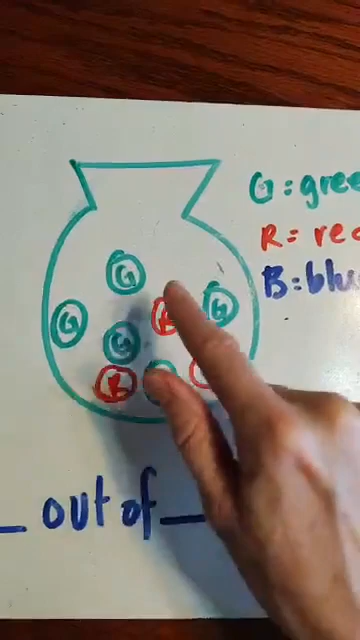 G = gree
R = re
B = blu
G
G
R
G
G
R
_ out of _